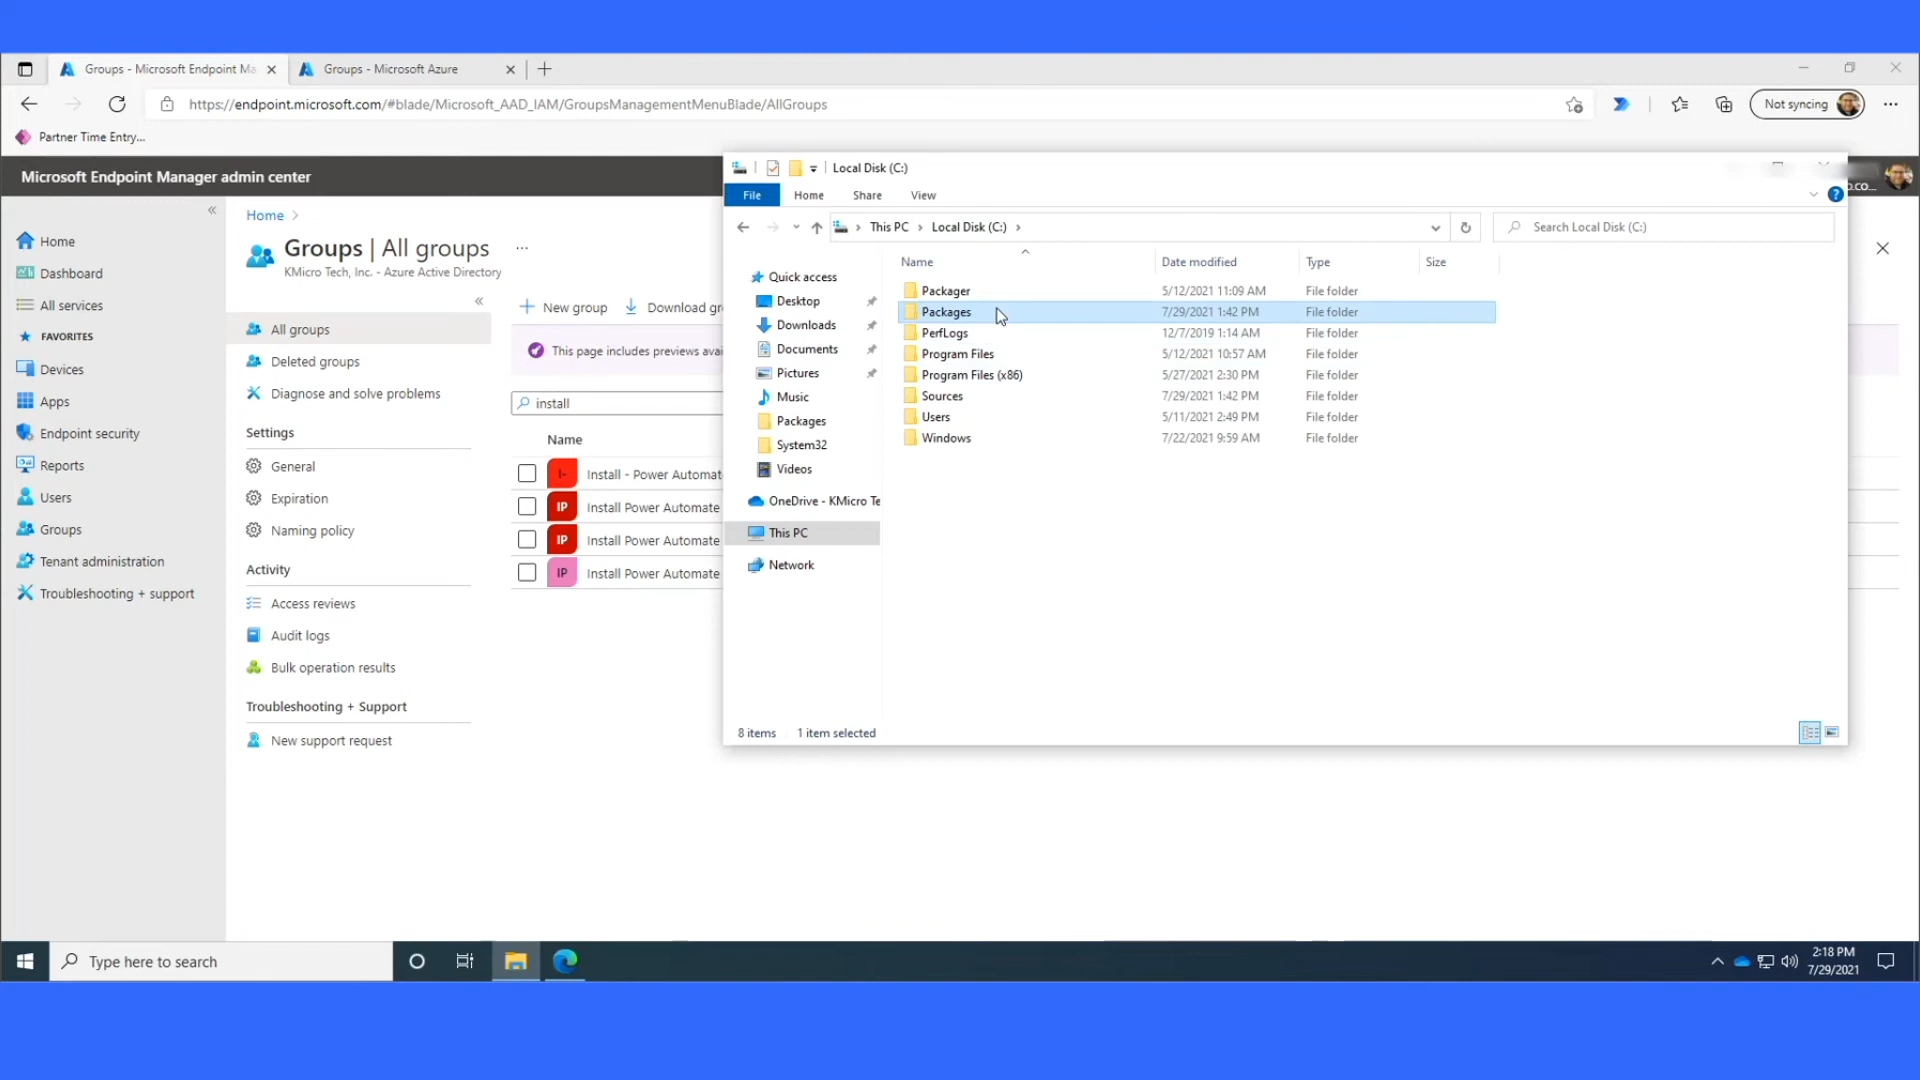 Groups - Microsoft Endpoint Ma
Groups - Microsoft Azure
https://endpoint.microsoft.com/#blade/Microsoft_AAD_IAM/GroupsManagementMenuBlade/AllGroups
Not syncing
Partner Time Entry...
Microsoft Endpoint Manager admin center
Home
Dashboard
All services
FAVORITES
Devices
Apps
Endpoint security
Reports
Users
Groups
Tenant administration
Troubleshooting + support
Home
Groups | All groups
KMicro Tech, Inc. - Azure Active Directory
All groups
Deleted groups
Diagnose and solve problems
Settings
General
Expiration
Naming policy
Activity
Access reviews
Audit logs
Bulk operation results
Troubleshooting + Support
New support request
New group
Download gr
This page includes previews avai
install
Name
I- Install - Power Automat
IP Install Power Automate
IP Install Power Automate
IP Install Power Automate
Local Disk (C:)
File Home Share View
This PC > Local Disk (C:) >
Search Local Disk (C:)
Quick access
Desktop
Downloads
Documents
Pictures
Music
Packages
System32
Videos
OneDrive - KMicro Te
This PC
Network
Name Date modified Type Size
Packager 5/12/2021 11:09 AM File folder
Packages 7/29/2021 1:42 PM File folder
PerfLogs 12/7/2019 1:14 AM File folder
Program Files 5/12/2021 10:57 AM File folder
Program Files (x86) 5/27/2021 2:30 PM File folder
Sources 7/29/2021 1:42 PM File folder
Users 5/11/2021 2:49 PM File folder
Windows 7/22/2021 9:59 AM File folder
8 items 1 item selected
Type here to search
2:18 PM
7/29/2021